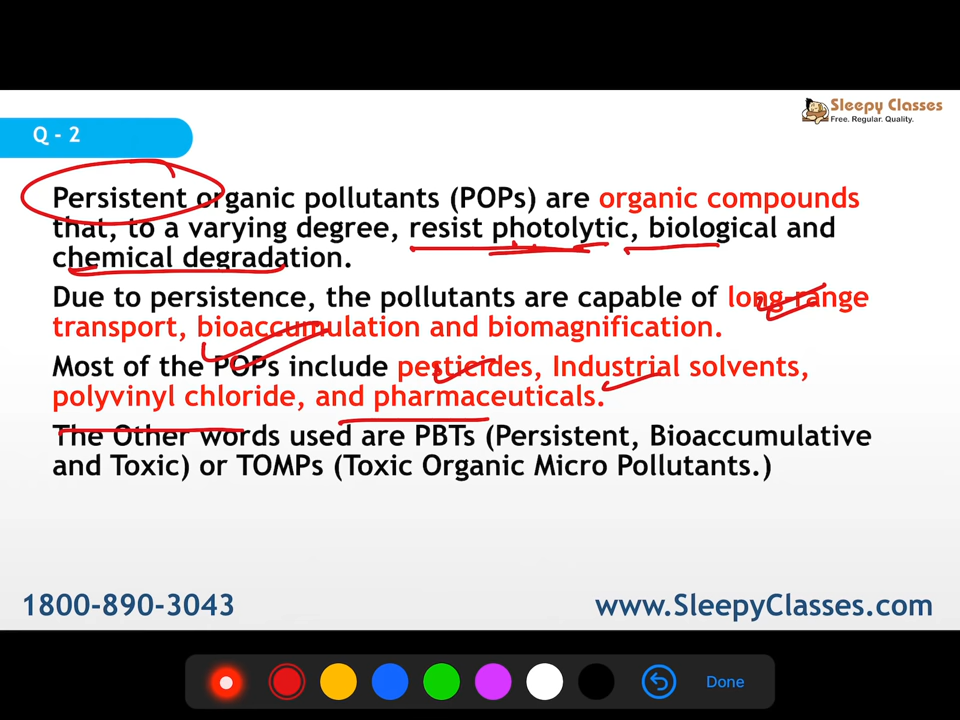 Sleepy Classes
Free. Regular. Quality.
Q - 2
Persistent organic pollutants (POPs) are organic compounds
that, to a varying degree, resist photolytic, biological and
chemical degradation.
Due to persistence, the pollutants are capable of long-range
transport, bioaccumulation and biomagnification.
Most of the POPs include pesticides, Industrial solvents,
polyvinyl chloride, and pharmaceuticals.
The Other words used are PBTs (Persistent, Bioaccumulative
and Toxic) or TOMPs (Toxic Organic Micro Pollutants.)
1800-890-3043
www.SleepyClasses.com
Done